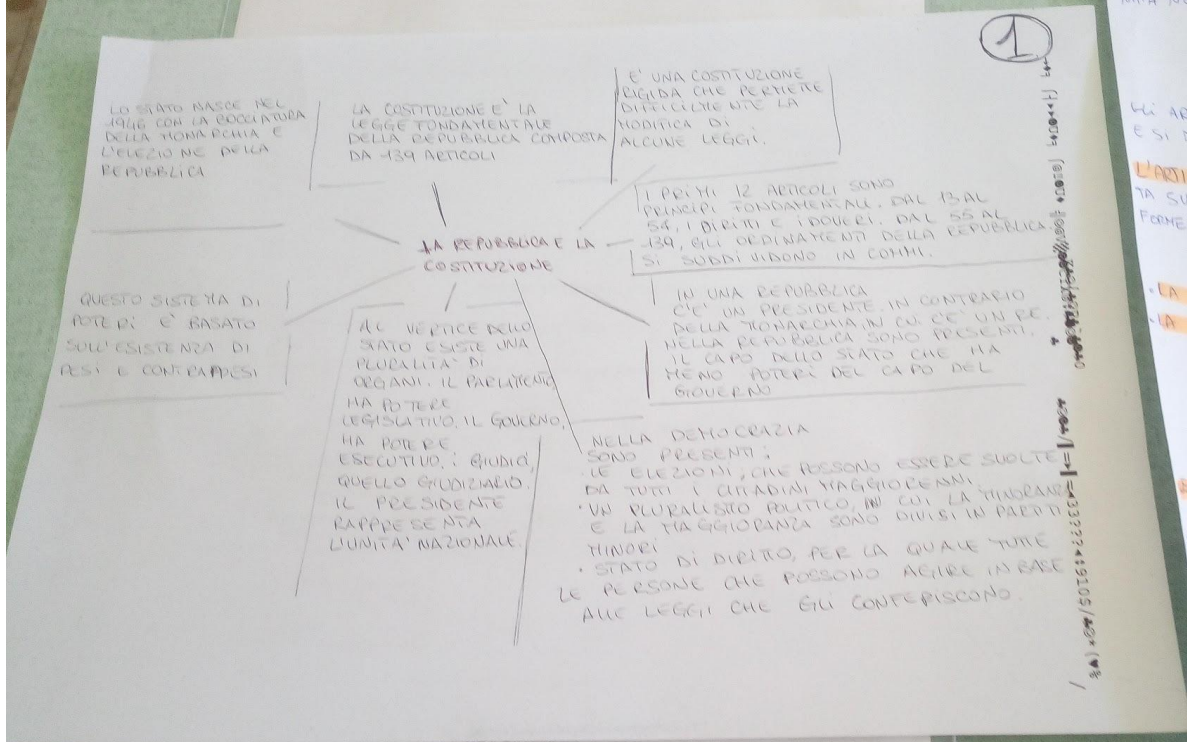 1
LO STATO NASCE NEL
1946 CON LA BOCCIATURA
DELLA MONARCHIA E
L'ELEZIONE DELLA
REPUBBLICA
LA COSTITUZIONE E' LA
LEGGE FONDAMENTALE
DELLA REPUBBLICA COMPOSTA
DA 139 ARTICOLI
E' UNA COSTITUZIONE
RIGIDA CHE PERMETTE
DIFFICILMENTE LA
MODIFICA DI
ALCUNE LEGGI.
I PRIMI 12 ARTICOLI SONO
PRINCIPI FONDAMENTALI. DAL 13 AL
54, I DIRITTI E I DOVERI. DAL 55 AL
139, GLI ORDINAMENTI DELLA REPUBBLICA.
SI SUDDIVIDONO IN COMMI.
LA REPUBBLICA E LA
COSTITUZIONE
QUESTO SISTEMA DI
POTERI E' BASATO
SULL'ESISTENZA DI
PESI E CONTRAPPESI
AL VERTICE DELLO
STATO ESISTE UNA
PLURALITA' DI
ORGANI. IL PARLAMENTO
HA POTERE
LEGISLATIVO, IL GOVERNO,
HA POTERE
ESECUTIVO, I GIUDICI,
QUELLO GIUDIZIARIO.
IL PRESIDENTE
RAPPRESENTA
L'UNITA' NAZIONALE.
IN UNA REPUBBLICA
C'E' UN PRESIDENTE. IN CONTRARIO
DELLA MONARCHIA, IN CUI C'E' UN RE.
NELLA REPUBBLICA SONO PRESENTI.
IL CAPO DELLO STATO CHE HA
MENO POTERI DEL CAPO DEL
GOVERNO
NELLA DEMOCRAZIA
SONO PRESENTI:
· LE ELEZIONI, CHE POSSONO ESSERE SVOLTE
DA TUTTI I CITTADINI MAGGIORENNI
· UN PLURALISMO POLITICO, IN CUI LA MINORANZA
E LA MAGGIORANZA SONO DIVISI IN PARTITI
MINORI
· STATO DI DIRITTO, PER LA QUALE TUTTE
LE PERSONE CHE POSSONO AGIRE IN BASE
ALLE LEGGI CHE GLI CONFERISCONO.
E SI
L'ARTI
TA SU
FORME
· LA
· LA